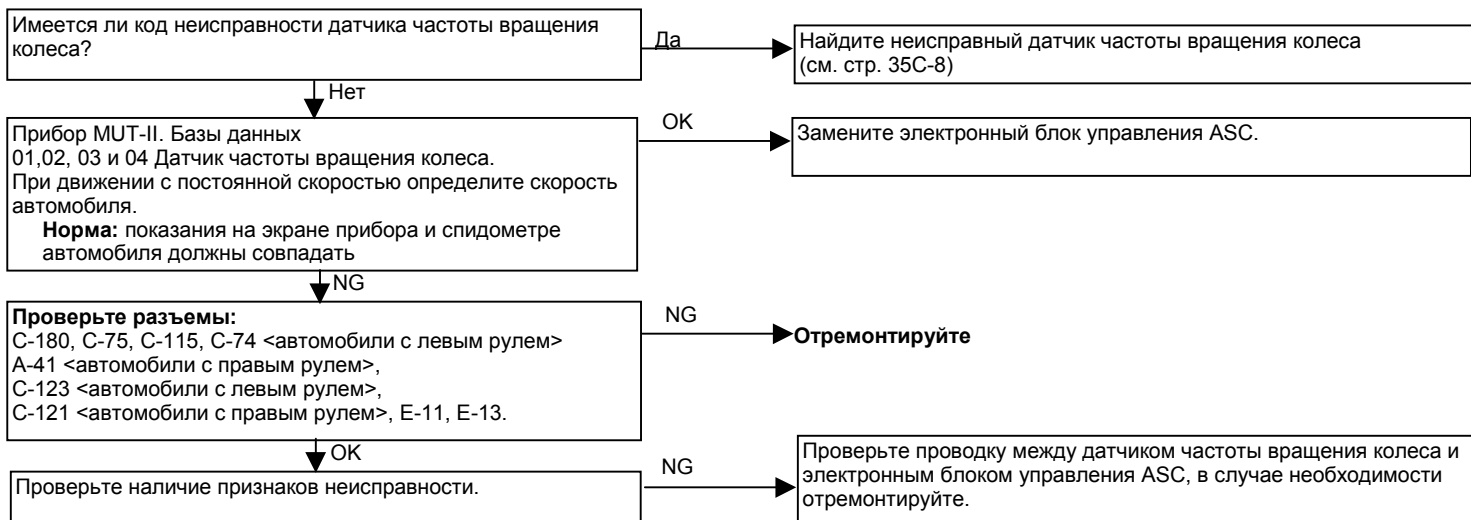 Имеется ли код неисправности датчика частоты вращения
колеса?
Да
Найдите неисправный датчик частоты вращения колеса
(см. стр. 35С-8)
Нет
Прибор MUT-II. Базы данных
01,02, 03 и 04 Датчик частоты вращения колеса.
При движении с постоянной скоростью определите скорость
автомобиля.
Норма: показания на экране прибора и спидометре
автомобиля должны совпадать
OK
Замените электронный блок управления ASC.
NG
Проверьте разъемы:
С-180, С-75, С-115, С-74 <автомобили с левым рулем>
А-41 <автомобили с правым рулем>,
С-123 <автомобили с левым рулем>,
С-121 <автомобили с правым рулем>, Е-11, Е-13.
NG
Отремонтируйте
OK
Проверьте наличие признаков неисправности.
NG
Проверьте проводку между датчиком частоты вращения колеса и
электронным блоком управления ASC, в случае необходимости
отремонтируйте.